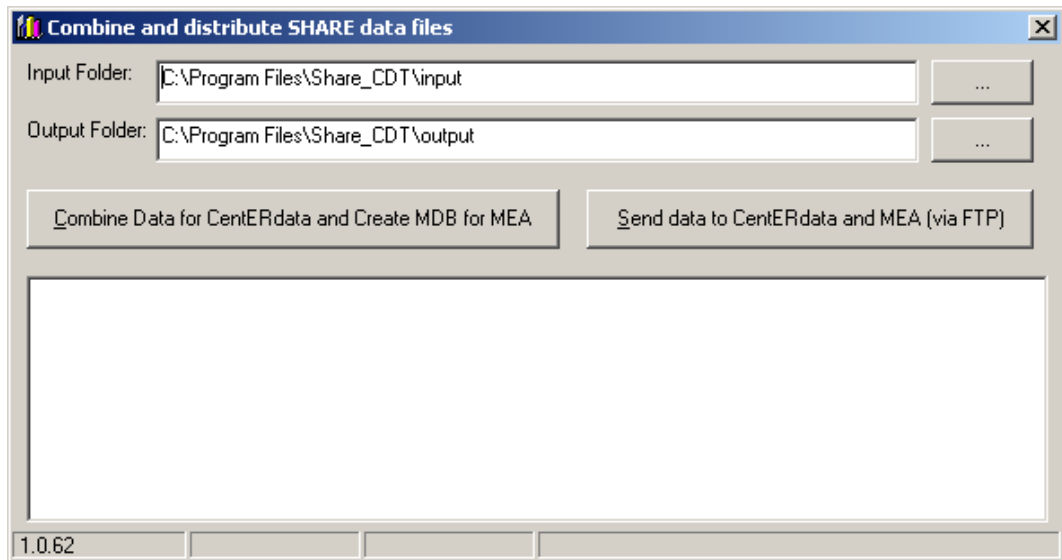 Combine and distribute SHARE data files
Input Folder: C:\Program Files\Share_CDT\input ...
Output Folder: C:\Program Files\Share_CDT\output ...
Combine Data for CentERdata and Create MDB for MEA Send data to CentERdata and MEA (via FTP)
1.0.62